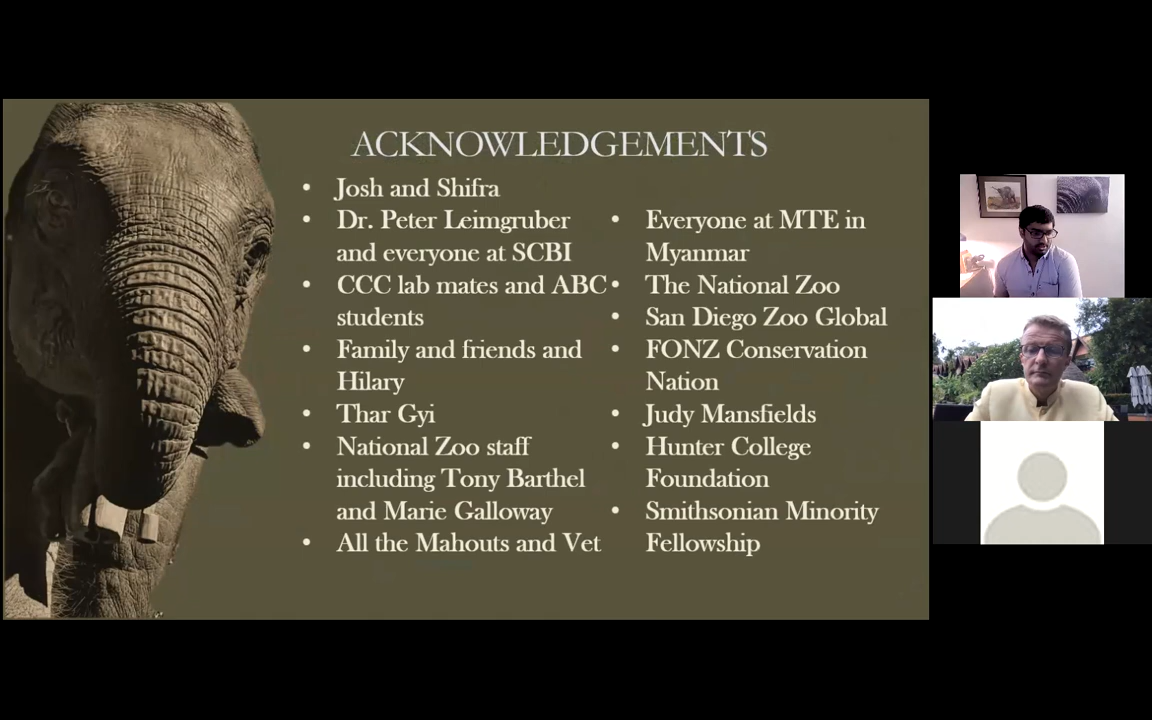 ACKNOWLEDGEMENTS
• Josh and Shifra
• Dr. Peter Leimgruber
and everyone at SCBI
• CCC lab mates and ABC
students
• Family and friends and
Hilary
• Thar Gyi
• National Zoo staff
including Tony Barthel
and Marie Galloway
• All the Mahouts and Vet
• Everyone at MTE in
Myanmar
• The National Zoo
• San Diego Zoo Global
• FONZ Conservation
Nation
• Judy Mansfields
• Hunter College
Foundation
• Smithsonian Minority
Fellowship